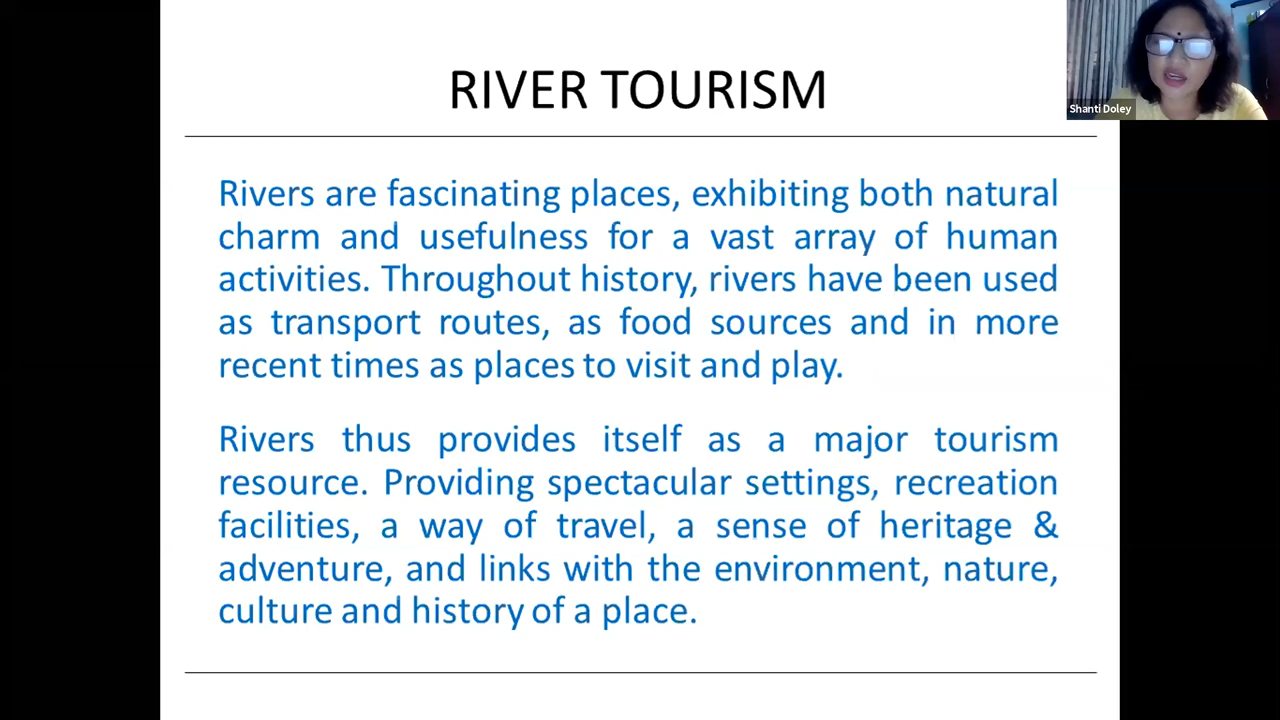 RIVER TOURISM
Shanti Doley
Rivers are fascinating places, exhibiting both natural
charm and usefulness for a vast array of human
activities. Throughout history, rivers have been used
as transport routes, as food sources and in more
recent times as places to visit and play.
Rivers thus provides itself as a major tourism
resource. Providing spectacular settings, recreation
facilities, a way of travel, a sense of heritage &
adventure, and links with the environment, nature,
culture and history of a place.